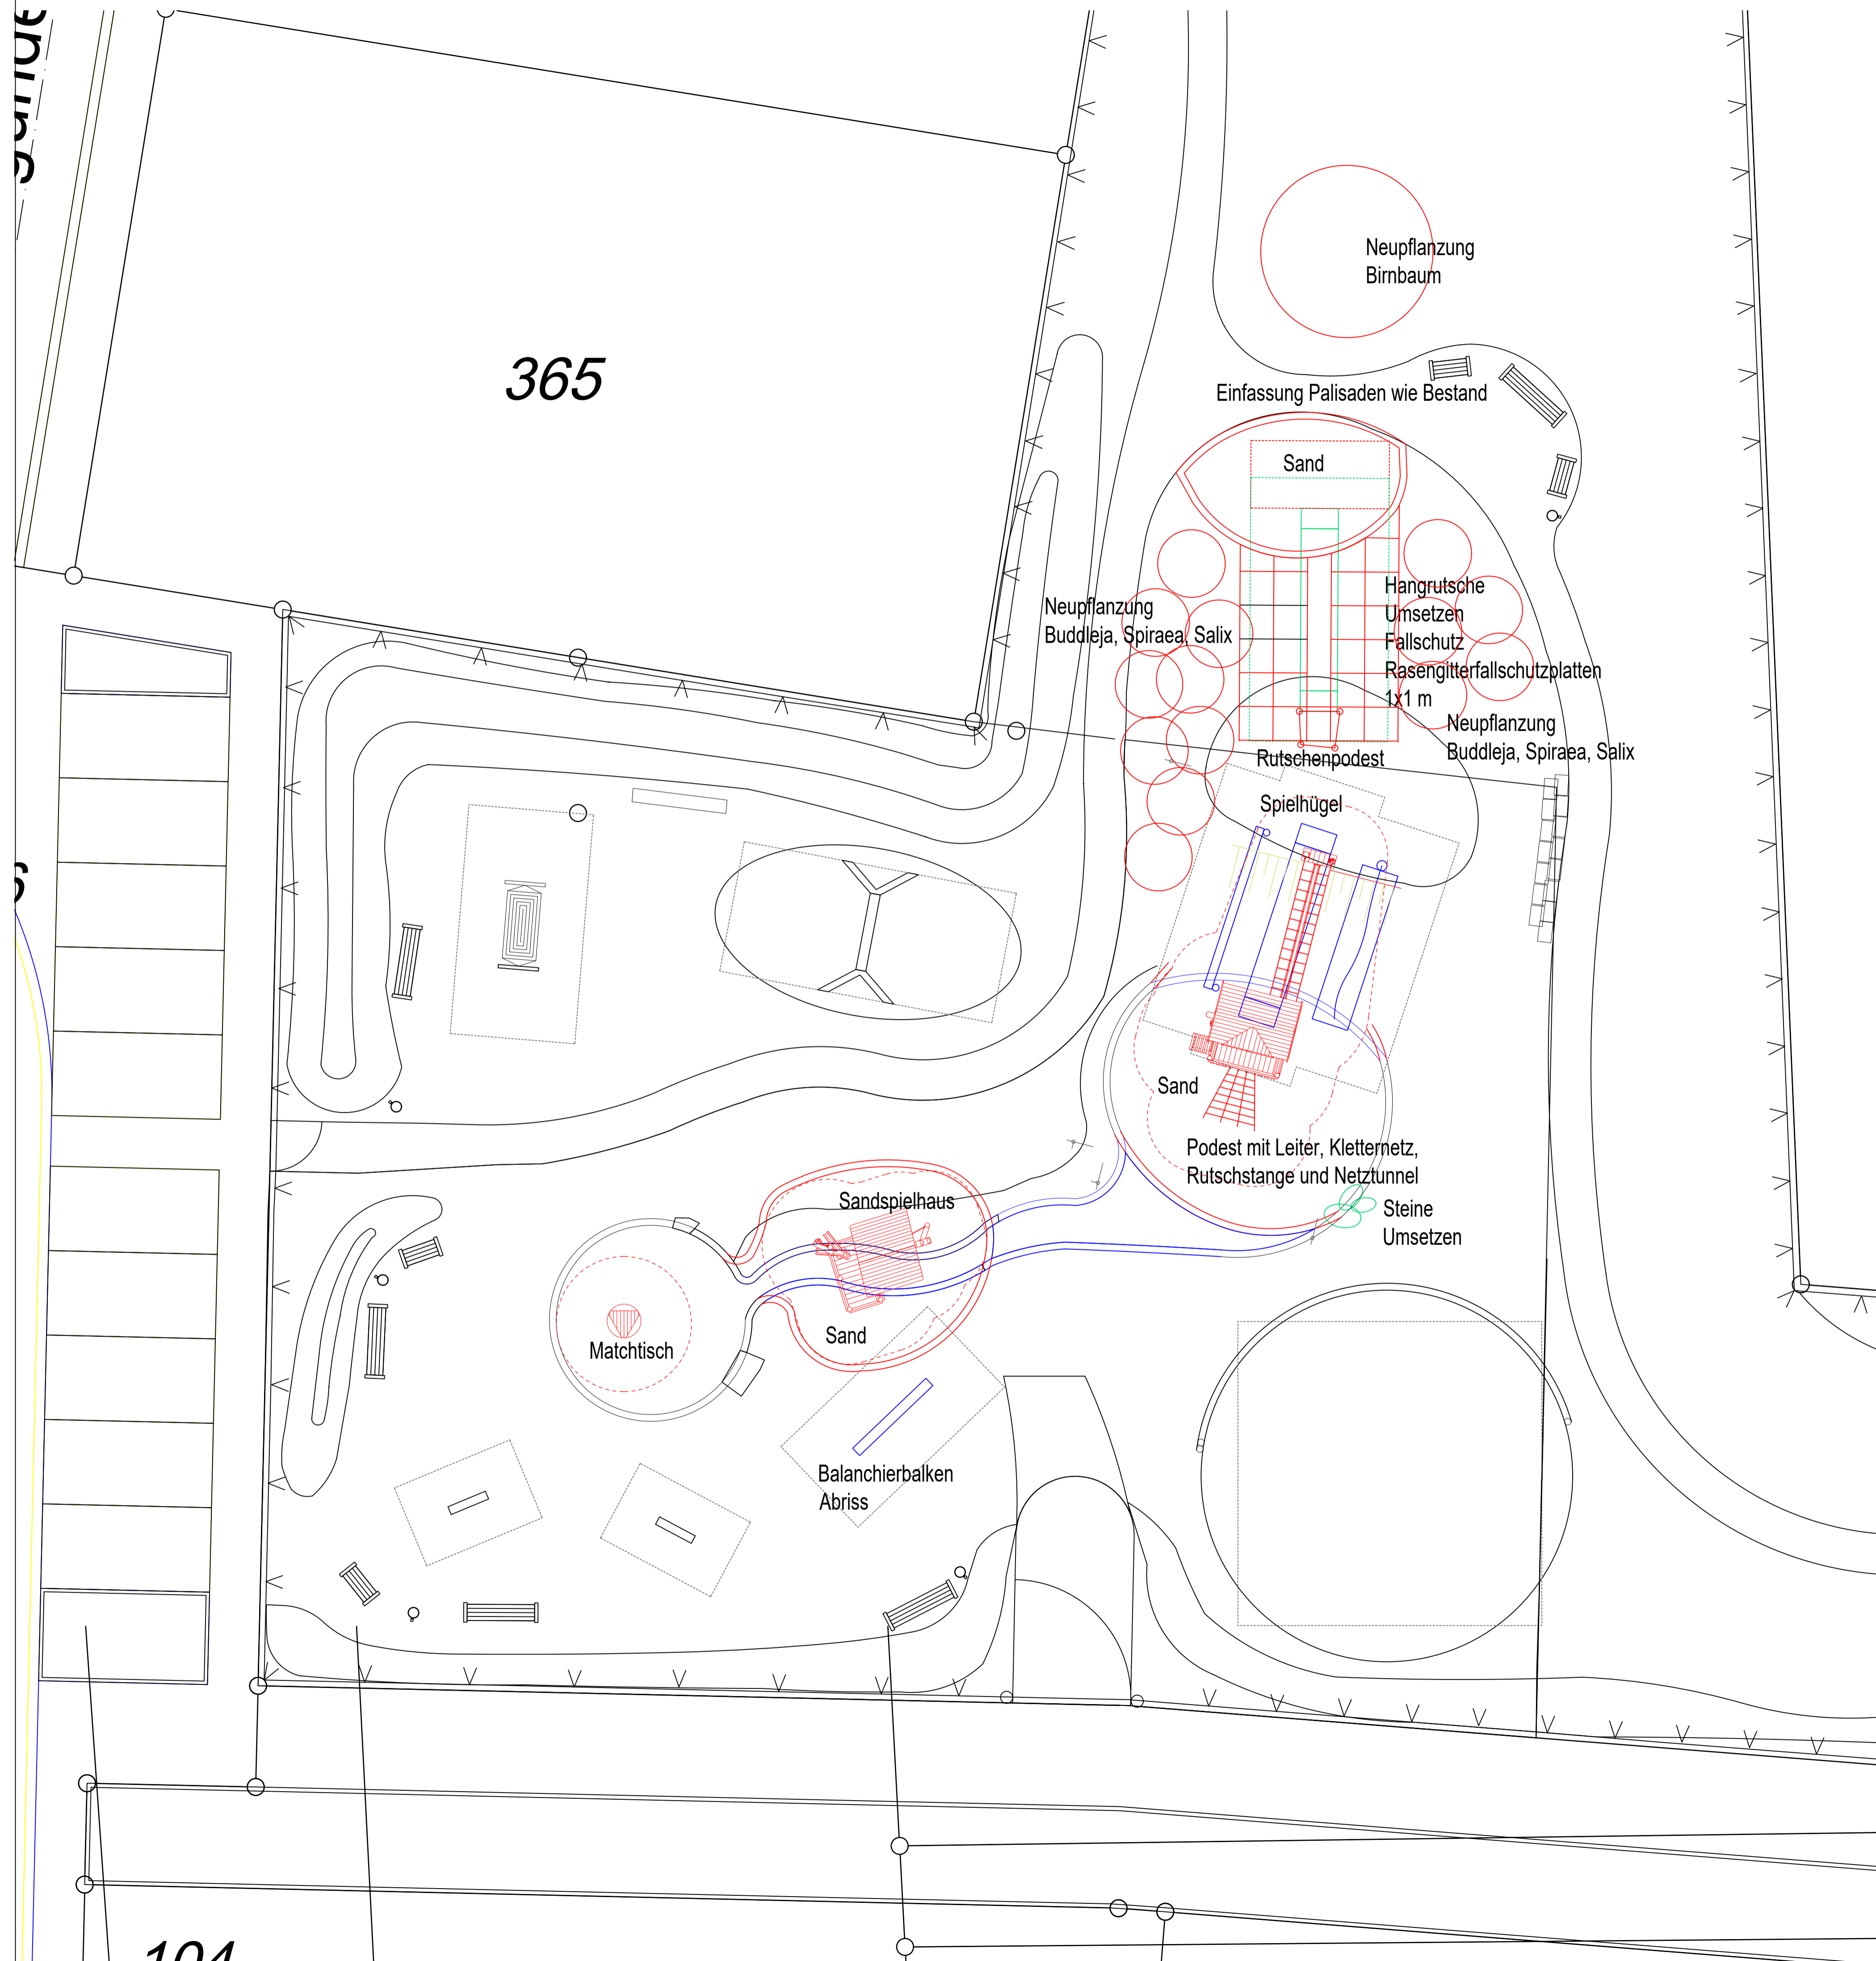 365
Neupflanzung
Birnbaum
Einfassung Palisaden wie Bestand
Sand
Neupflanzung
Buddleja, Spiraea, Salix
Hangrutsche
Umsetzen
Fallschutz
Rasengitterfallschutzplatten
1x1 m
Neupflanzung
Buddleja, Spiraea, Salix
Rutschenpodest
Spielhügel
Sand
Podest mit Leiter, Kletternetz,
Rutschstange und Netztunnel
Steine
Umsetzen
Sandspielhaus
Sand
Matchtisch
Balanchierbalken
Abriss
104